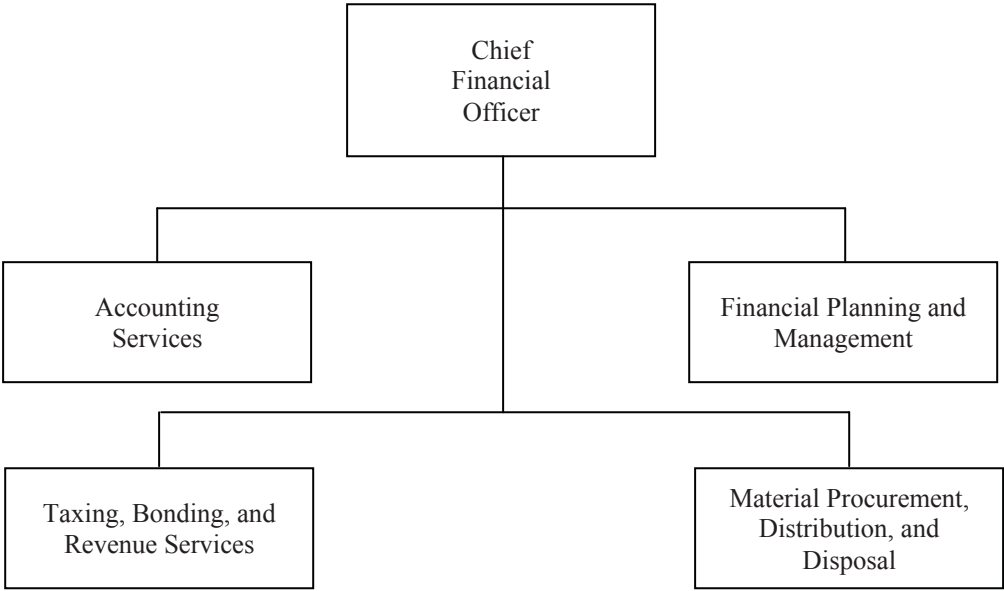 Chief
Financial
Officer
Accounting
Services
Financial Planning and
Management
Taxing, Bonding, and
Revenue Services
Material Procurement,
Distribution, and
Disposal